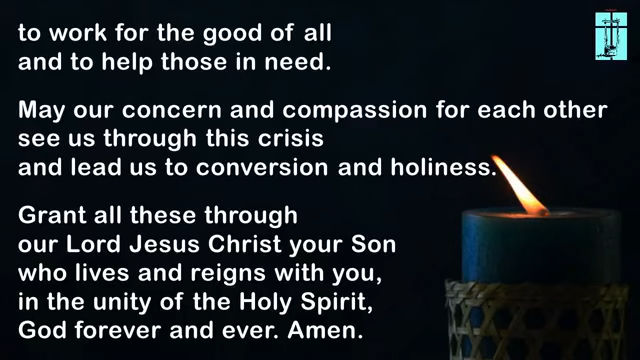 to work for the good of all
and to help those in need.
May our concern and compassion for each other
see us through this crisis
and lead us to conversion and holiness.
Grant all these through
our Lord Jesus Christ your Son
who lives and reigns with you,
in the unity of the Holy Spirit,
God forever and ever. Amen.